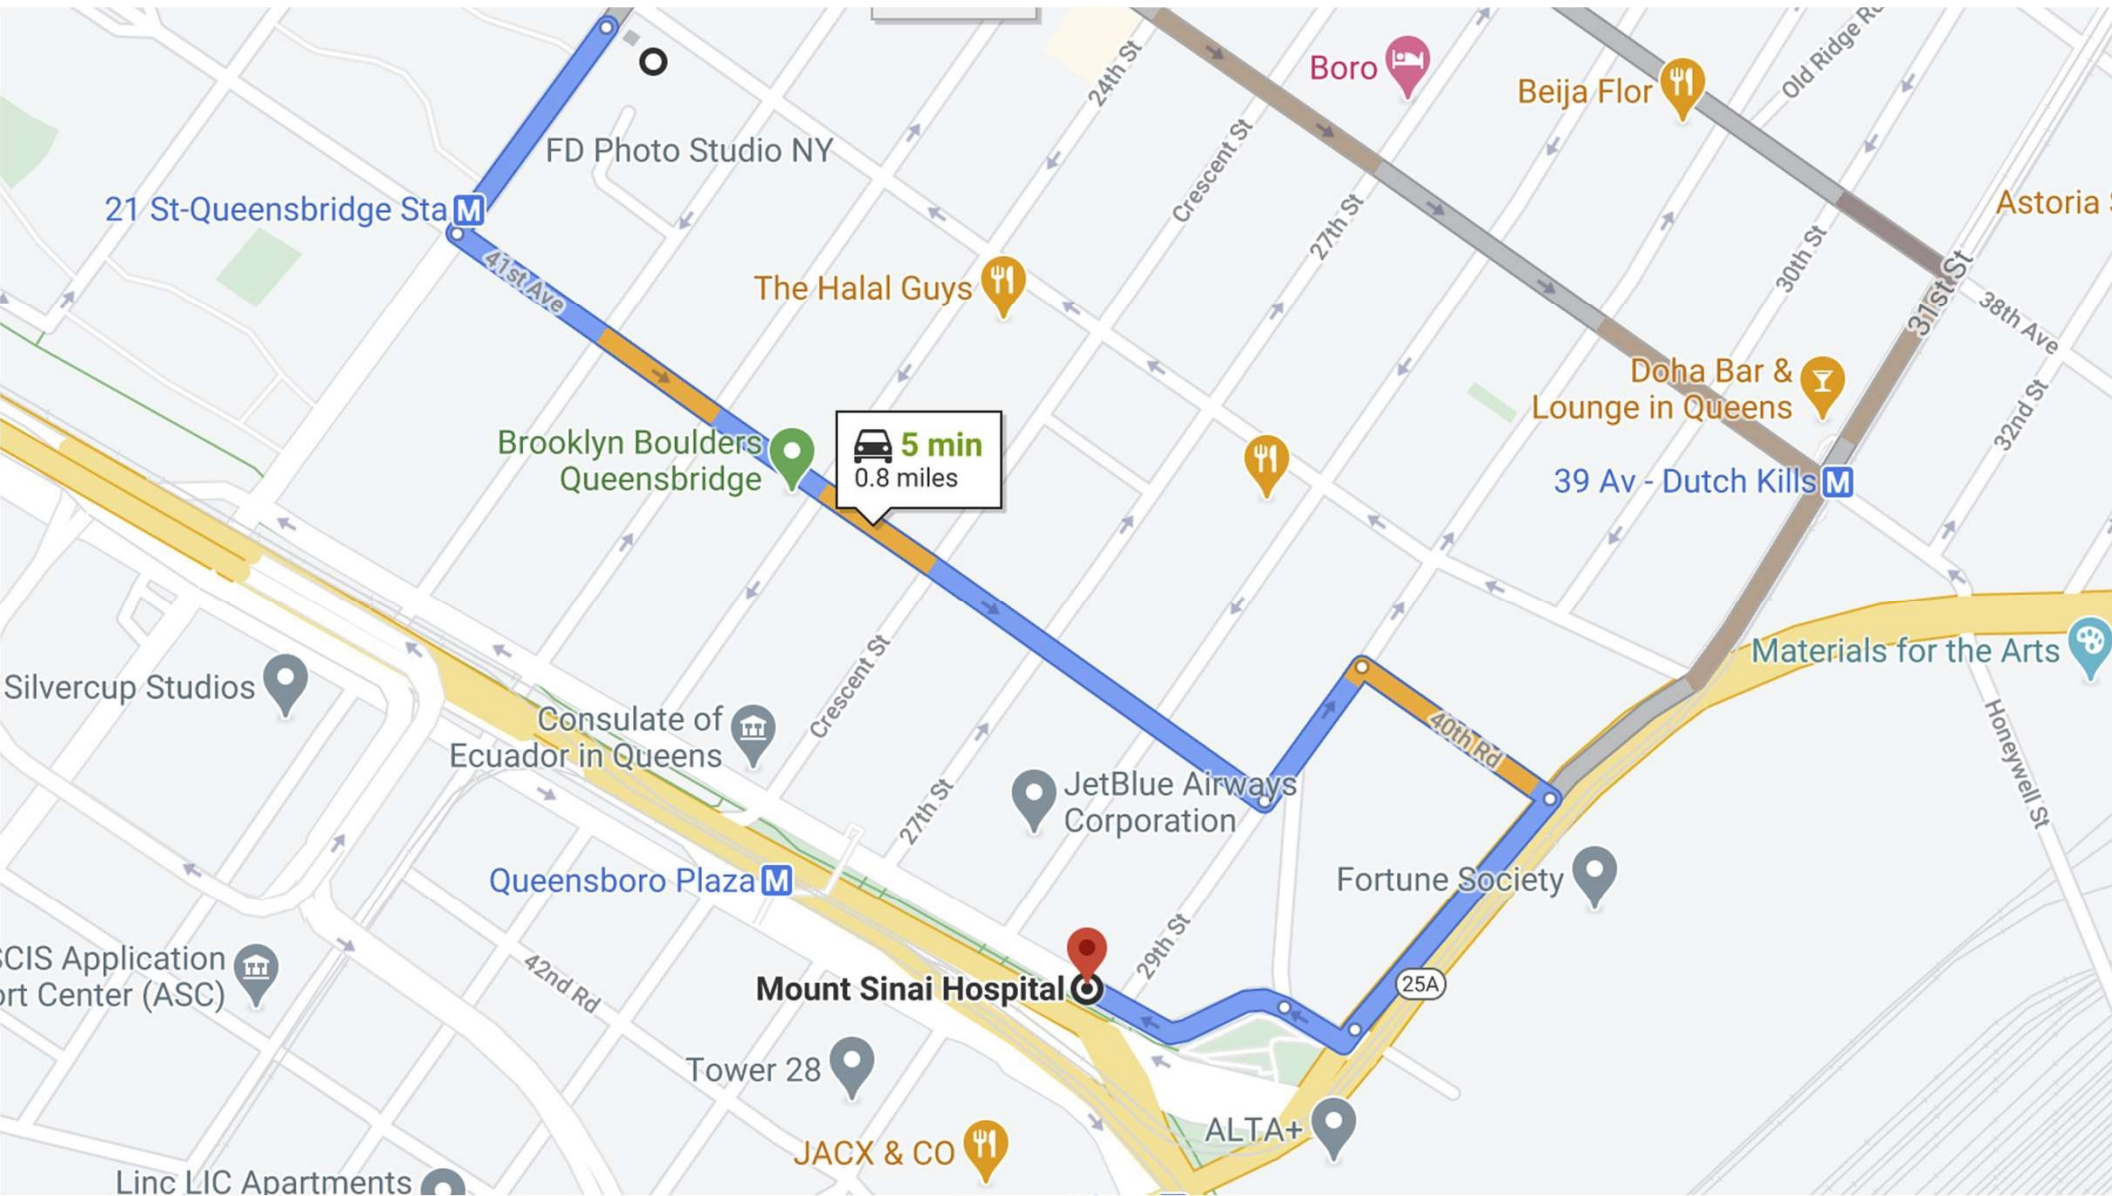 24th St
Old Ridge Rd
Boro
Beija Flor
FD Photo Studio NY
Crescent St
21 St-Queensbridge Sta
M
27th St
30th St
Astoria
41st Ave
The Halal Guys
31st St
38th Ave
Doha Bar &
Lounge in Queens
32nd St
Brooklyn Boulders
Queensbridge
5 min
0.8 miles
39 Av - Dutch Kills
M
Materials for the Arts
Silvercup Studios
Crescent St
Consulate of
Ecuador in Queens
40th Rd
Honeywell St
JetBlue Airways
Corporation
27th St
Queensboro Plaza
M
Fortune Society
29th St
SCIS Application
ort Center (ASC)
42nd Rd
Mount Sinai Hospital
25A
Tower 28
ALTA+
JACX & CO
Linc LIC Apartments